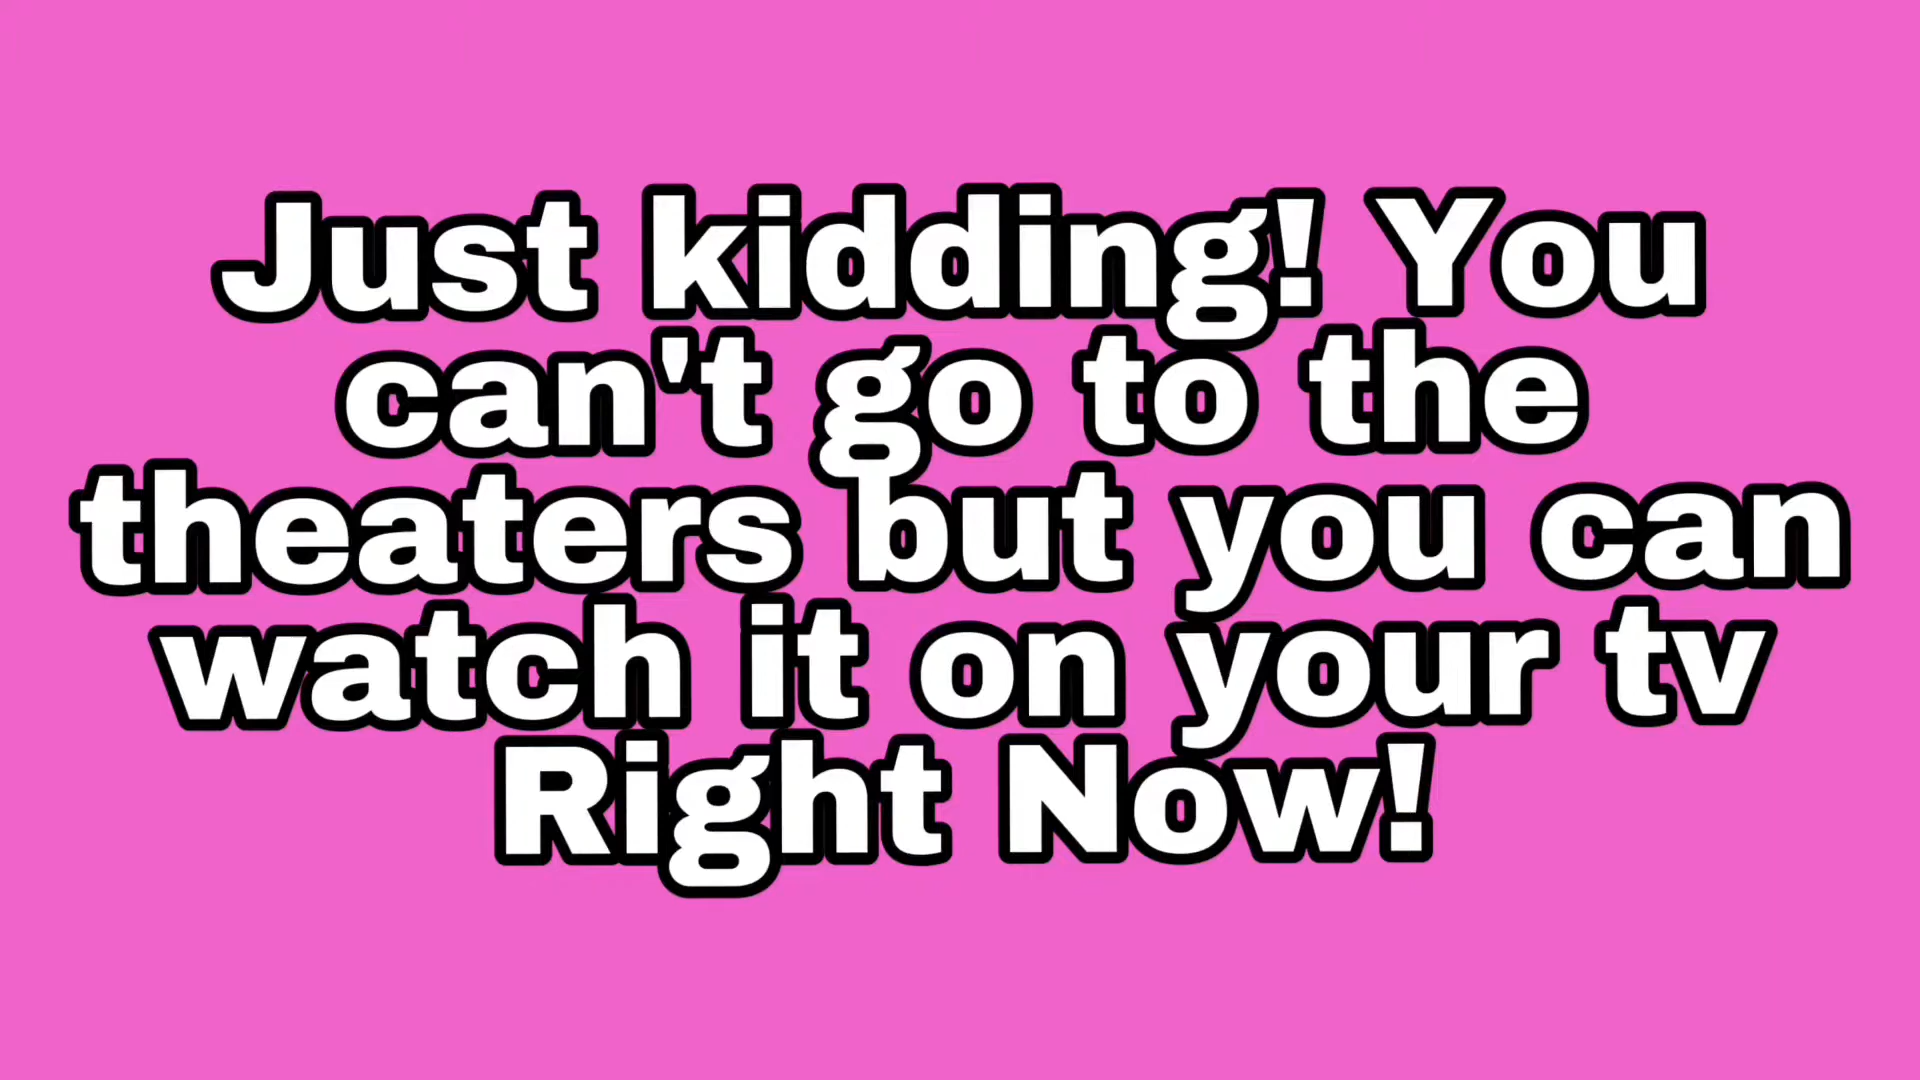 Just kidding! You
can't go to the
theaters but you can
watch it on your tv
Right Now!